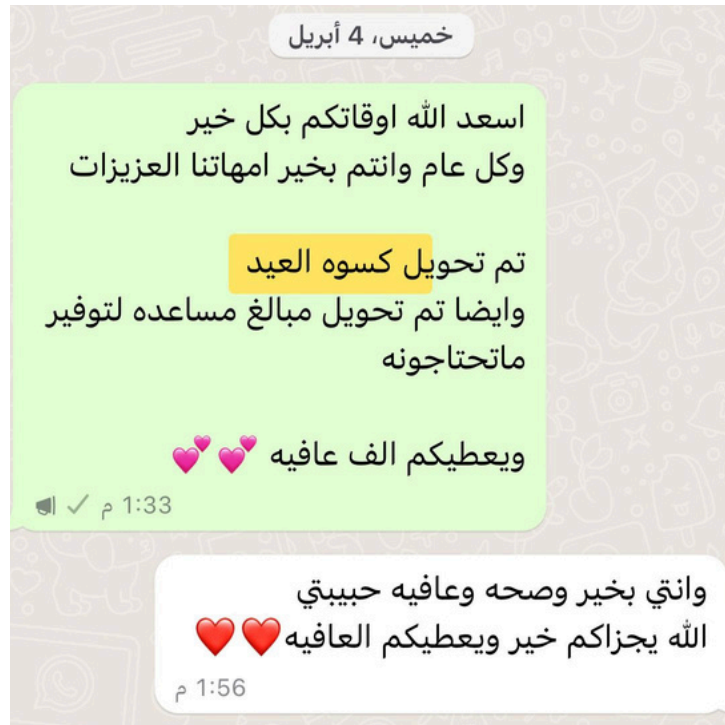 خميس، 4 أبريل
اسعد الله اوقاتكم بكل خير
وكل عام وانتم بخير امهاتنا العزيزات
تم تحويل كسوه العيد
وايضا تم تحويل مبالغ مساعده لتوفير
ماتحتاجونه
ويعطيكم الف عافيه 💕 💕
1:33 م
وانتي بخير وصحه وعافيه حبيبتي
الله يجزاكم خير ويعطيكم العافيه❤️❤️
1:56 م